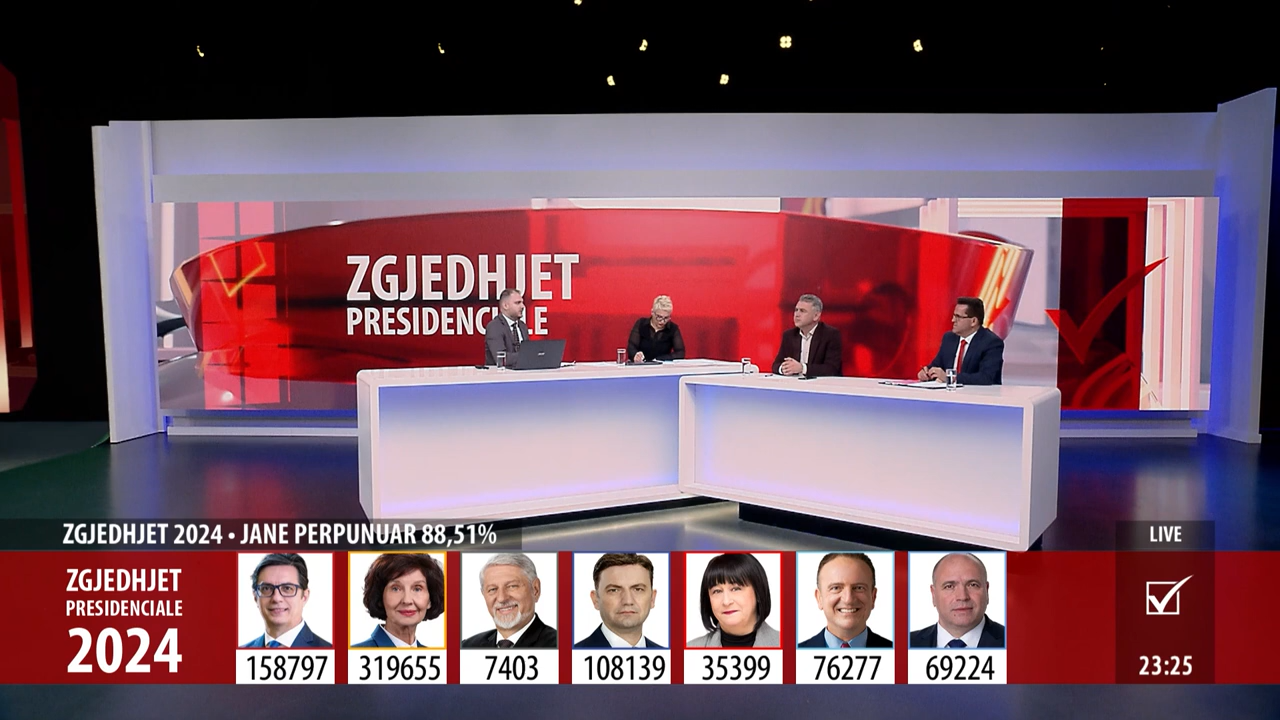 ZGJEDHJET
PRESIDENCIALE
ZGJEDHJET 2024 • JANE PERPUNUAR 88,51%
LIVE
ZGJEDHJET
PRESIDENCIALE
2024
158797
319655
7403
108139
35399
76277
69224
23:25